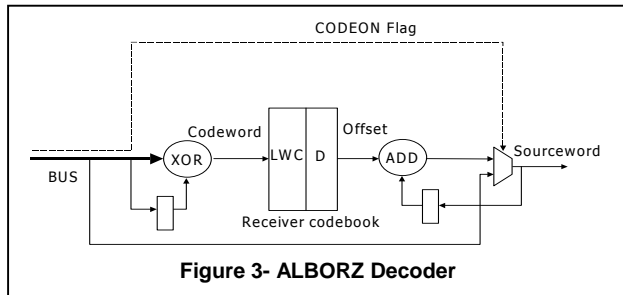 CODEON Flag
Codeword
Offset
Sourceword
BUS
XOR
LWC
D
ADD
Receiver codebook
Figure 3- ALBORZ Decoder